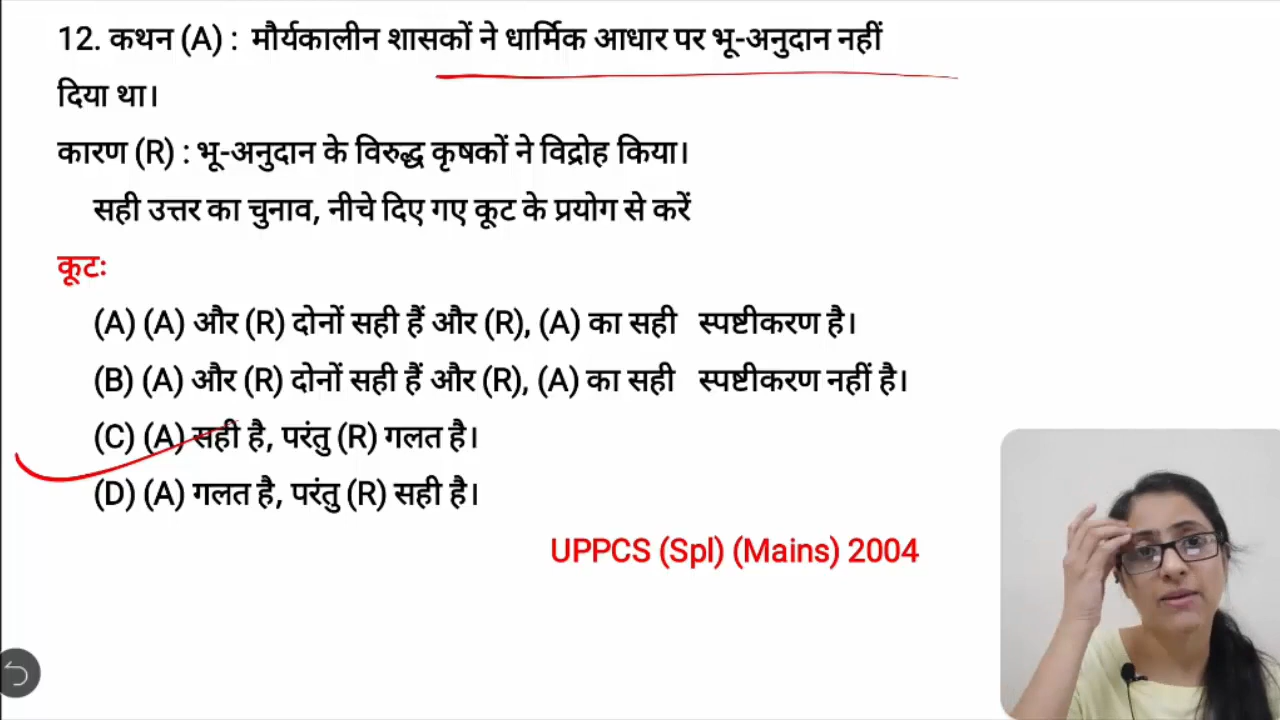 12. कथन (A) : मौर्यकालीन शासकों ने धार्मिक आधार पर भू-अनुदान नहीं
दिया था।
कारण (R) : भू-अनुदान के विरुद्ध कृषकों ने विद्रोह किया।
सही उत्तर का चुनाव, नीचे दिए गए कूट के प्रयोग से करें
कूटः
(A) (A) और (R) दोनों सही हैं और (R), (A) का सही स्पष्टीकरण है।
(B) (A) और (R) दोनों सही हैं और (R), (A) का सही स्पष्टीकरण नहीं है।
(C) (A) सही है, परंतु (R) गलत है।
(D) (A) गलत है, परंतु (R) सही है।
UPPCS (Spl) (Mains) 2004